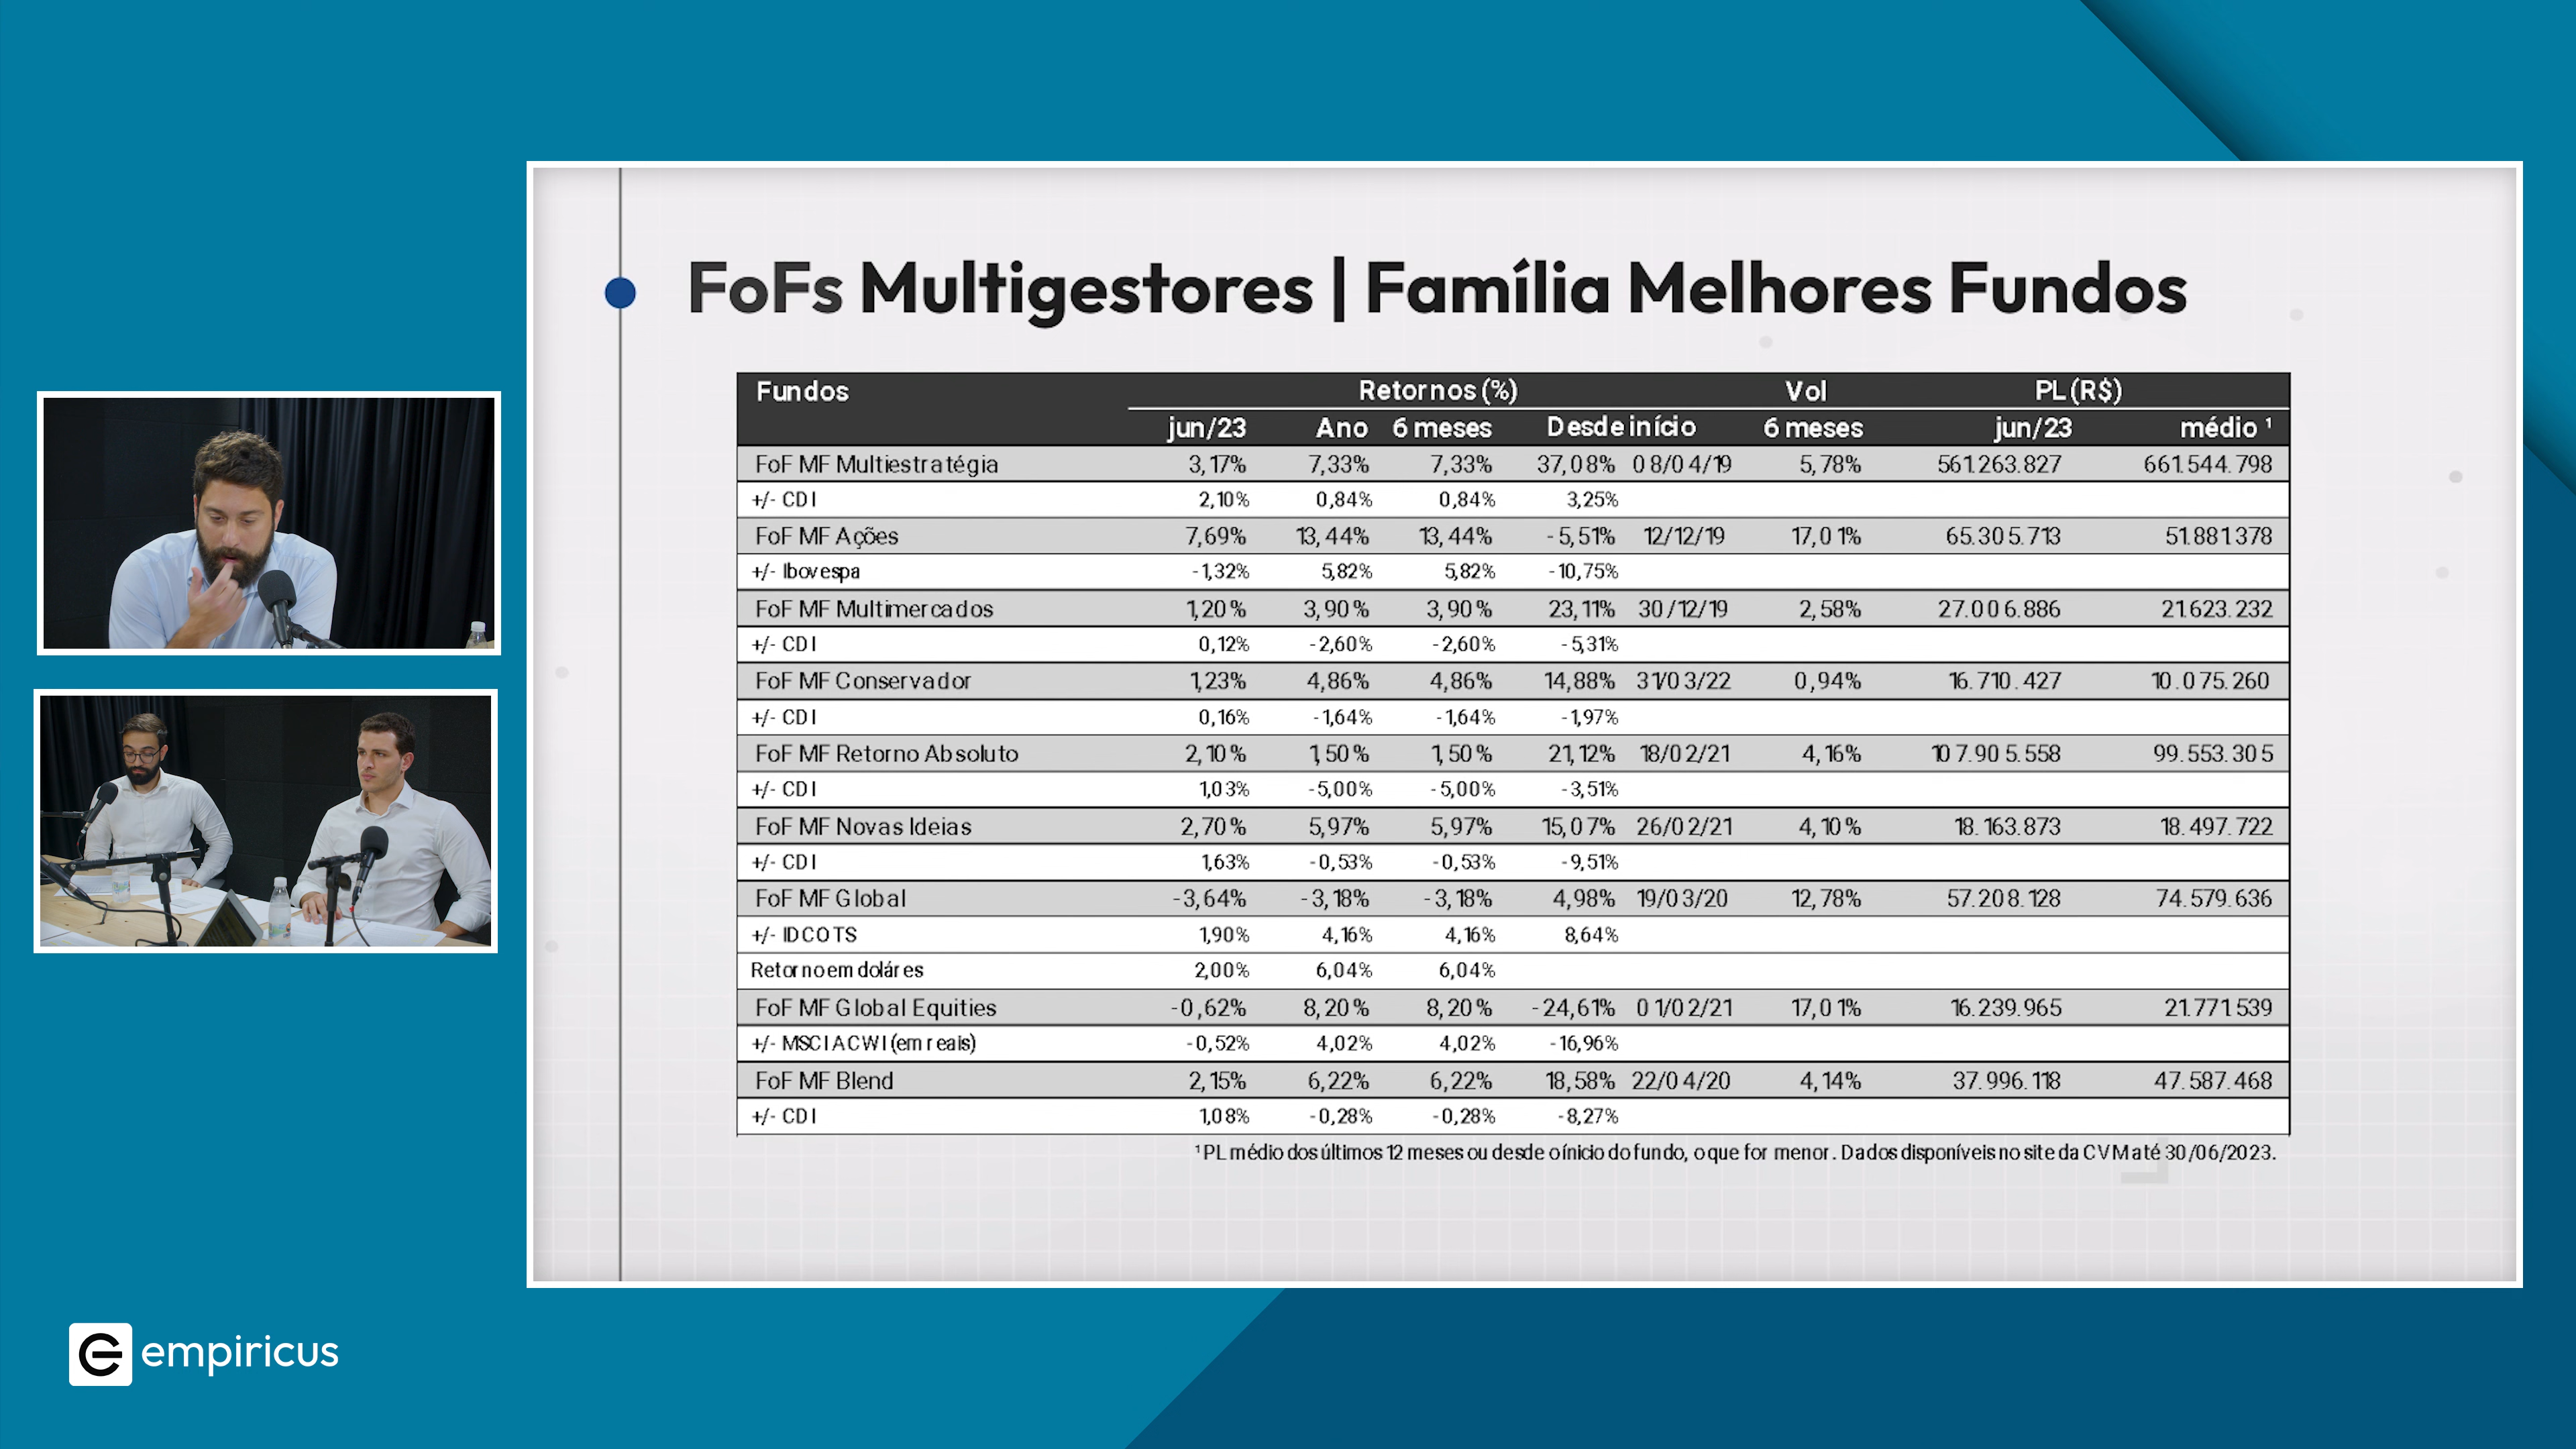 FoFs Multigestores | Família Melhores Fundos
Fundos Retornos (%) Vol PL (R$)
jun/23 Ano 6 meses Desde início 6 meses jun/23 médio ¹
FoF MF Multiestratégia 3,17% 7,33% 7,33% 37,08% 08/04/19 5,78% 561.263.827 661.544.798
+/- CDI 2,10% 0,84% 0,84% 3,25%
FoF MF Ações 7,69% 13,44% 13,44% -5,51% 12/12/19 17,01% 65.305.713 51.881.378
+/- Ibovespa -1,32% 5,82% 5,82% -10,75%
FoF MF Multimercados 1,20% 3,90% 3,90% 23,11% 30/12/19 2,58% 27.006.886 21.623.232
+/- CDI 0,12% -2,60% -2,60% -5,31%
FoF MF Conservador 1,23% 4,86% 4,86% 14,88% 31/03/22 0,94% 16.710.427 10.075.260
+/- CDI 0,16% -1,64% -1,64% -1,97%
FoF MF Retorno Absoluto 2,10% 1,50% 1,50% 21,12% 18/02/21 4,16% 107.905.558 99.553.305
+/- CDI 1,03% -5,00% -5,00% -3,51%
FoF MF Novas Ideias 2,70% 5,97% 5,97% 15,07% 26/02/21 4,10% 18.163.873 18.497.722
+/- CDI 1,63% -0,53% -0,53% -9,51%
FoF MF Global -3,64% -3,18% -3,18% 4,98% 19/03/20 12,78% 57.208.128 74.579.636
+/- IDCOTS 1,90% 4,16% 4,16% 8,64%
Retorno em doláres 2,00% 6,04% 6,04%
FoF MF Global Equities -0,62% 8,20% 8,20% -24,61% 01/02/21 17,01% 16.239.965 21.771.539
+/- MSCI ACWI (em reais) -0,52% 4,02% 4,02% -16,96%
FoF MF Blend 2,15% 6,22% 6,22% 18,58% 22/04/20 4,14% 37.996.118 47.587.468
+/- CDI 1,08% -0,28% -0,28% -8,27%
¹ PL médio dos últimos 12 meses ou desde o ínicio do fundo, o que for menor. Dados disponíveis no site da CVM até 30/06/2023.
empiricus